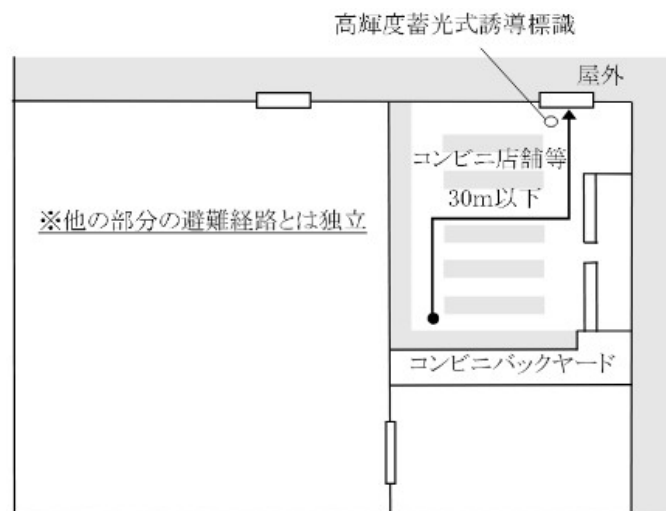 高輝度蓄光式誘導標識
屋外
コンビニ店舗等
30m以下
※他の部分の避難経路とは独立
コンビニバックヤード